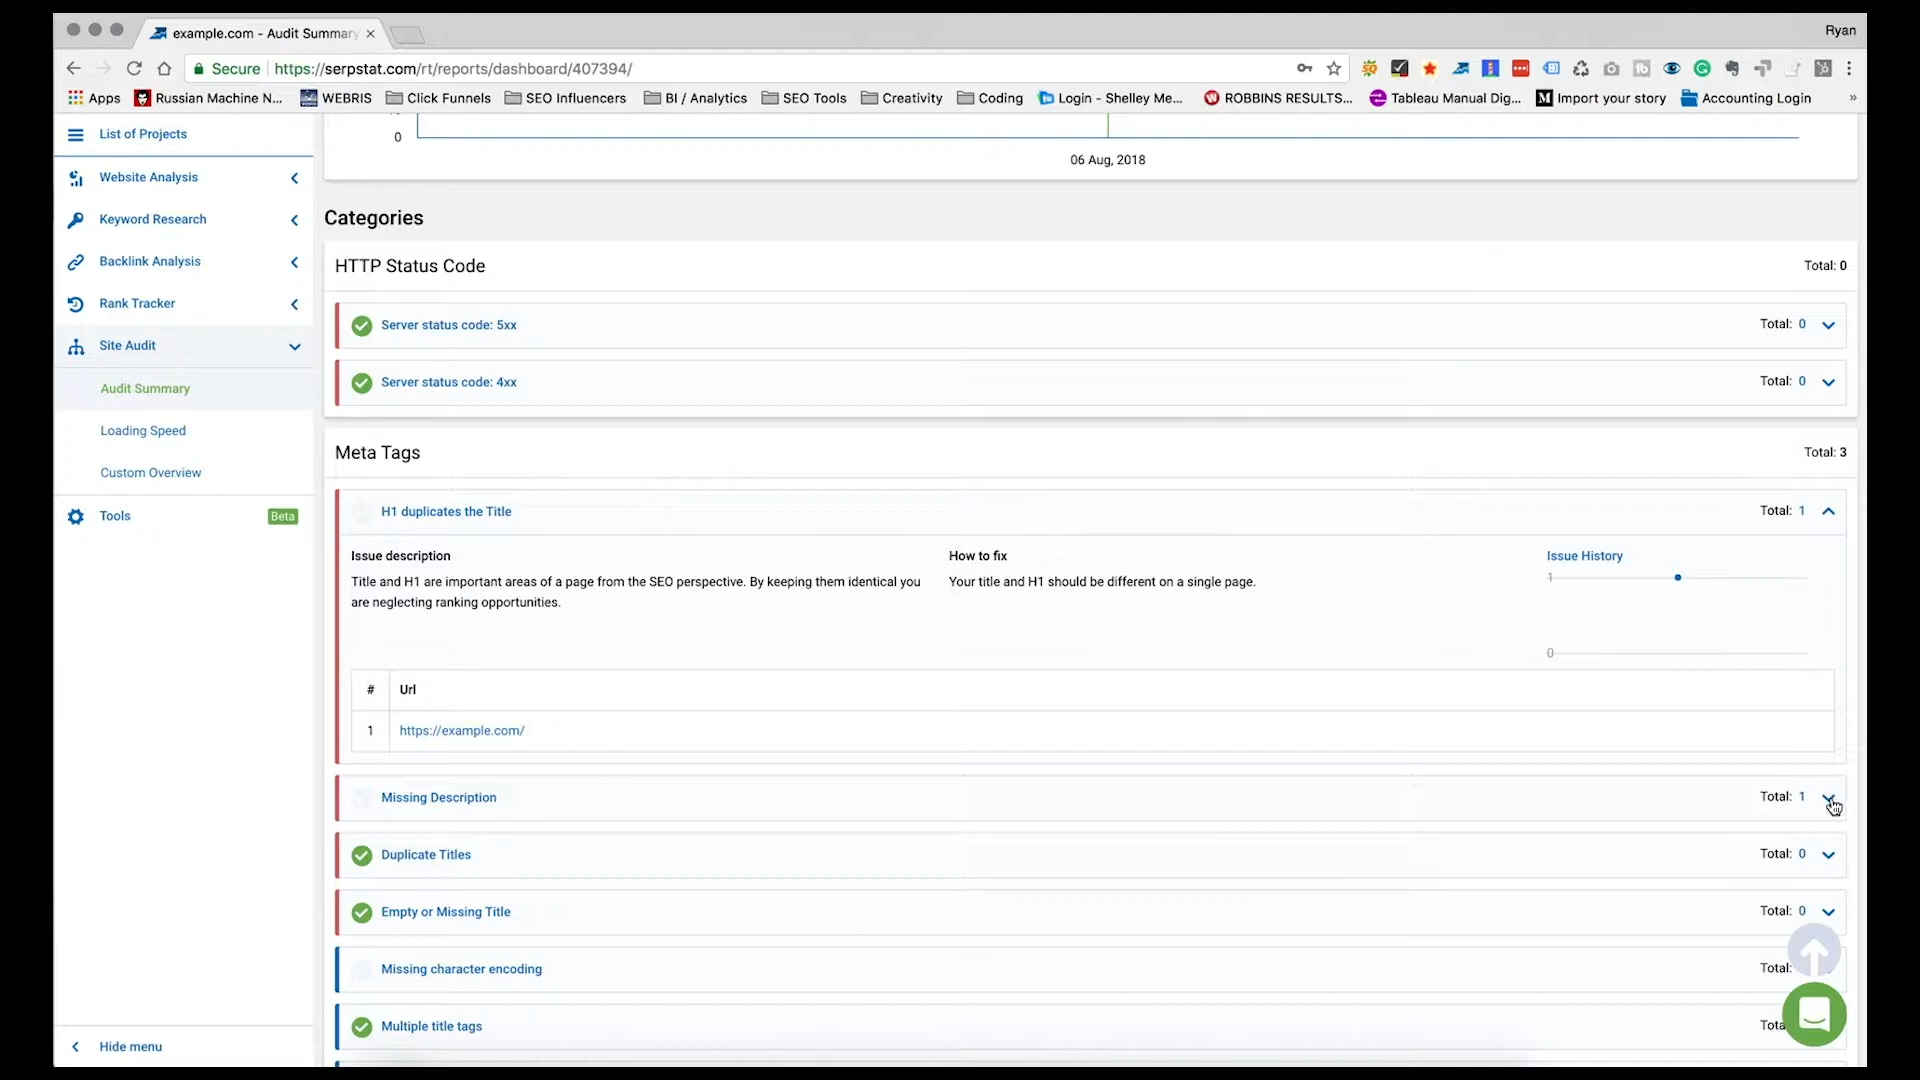 example.com - Audit Summary
Ryan
Secure
https://serpstat.com/rt/reports/dashboard/407394/
Apps
Russian Machine N...
WEBRIS
Click Funnels
SEO Influencers
BI / Analytics
SEO Tools
Creativity
Coding
Login - Shelley Me...
ROBBINS RESULTS...
Tableau Manual Dig...
Import your story
Accounting Login
»
List of Projects
Website Analysis
Keyword Research
Backlink Analysis
Rank Tracker
Site Audit
Audit Summary
Loading Speed
Custom Overview
Tools
Beta
Hide menu
0
06 Aug, 2018
Categories
HTTP Status Code
Total: 0
Server status code: 5xx
Total: 0
Server status code: 4xx
Total: 0
Meta Tags
Total: 3
H1 duplicates the Title
Total: 1
Issue description
Title and H1 are important areas of a page from the SEO perspective. By keeping them identical you
are neglecting ranking opportunities.
How to fix
Your title and H1 should be different on a single page.
Issue History
1
0
# Url
1 https://example.com/
Missing Description
Total: 1
Duplicate Titles
Total: 0
Empty or Missing Title
Total: 0
Missing character encoding
Total:
Multiple title tags